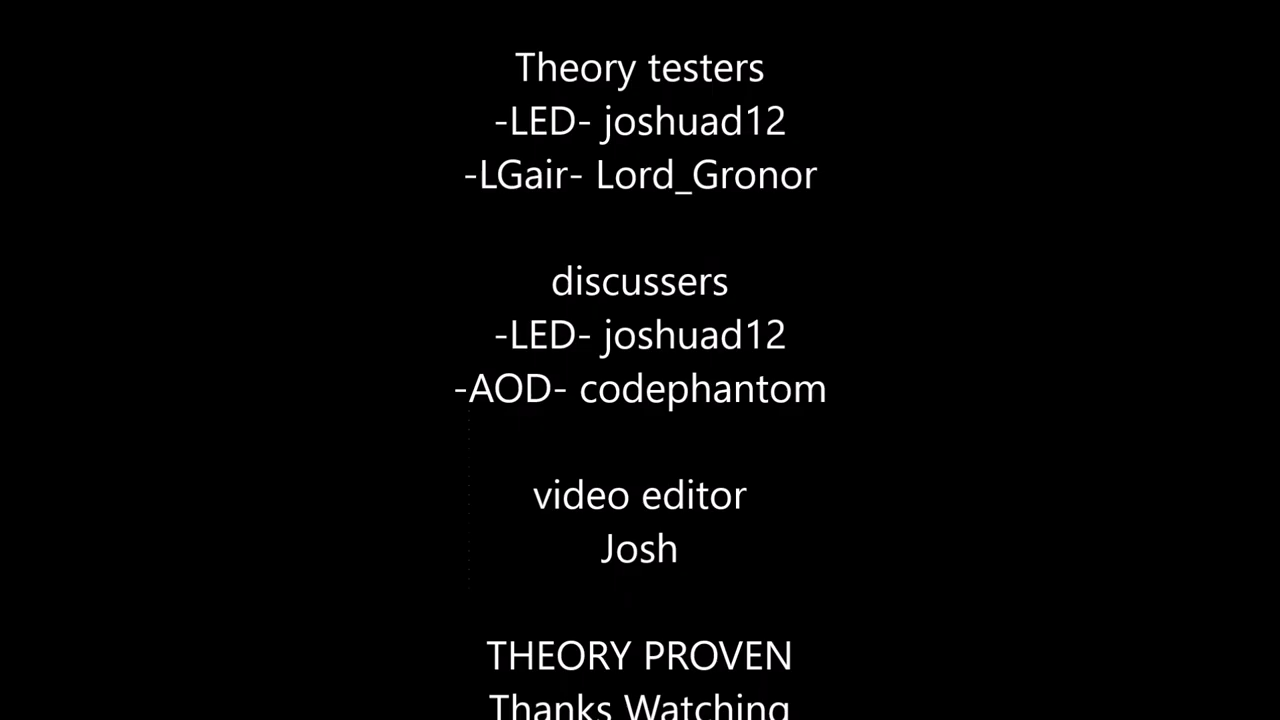 Theory testers
-LED- joshuad12
-LGair- Lord_Gronor
discussers
-LED- joshuad12
-AOD- codephantom
video editor
Josh
THEORY PROVEN
Thanks Watching